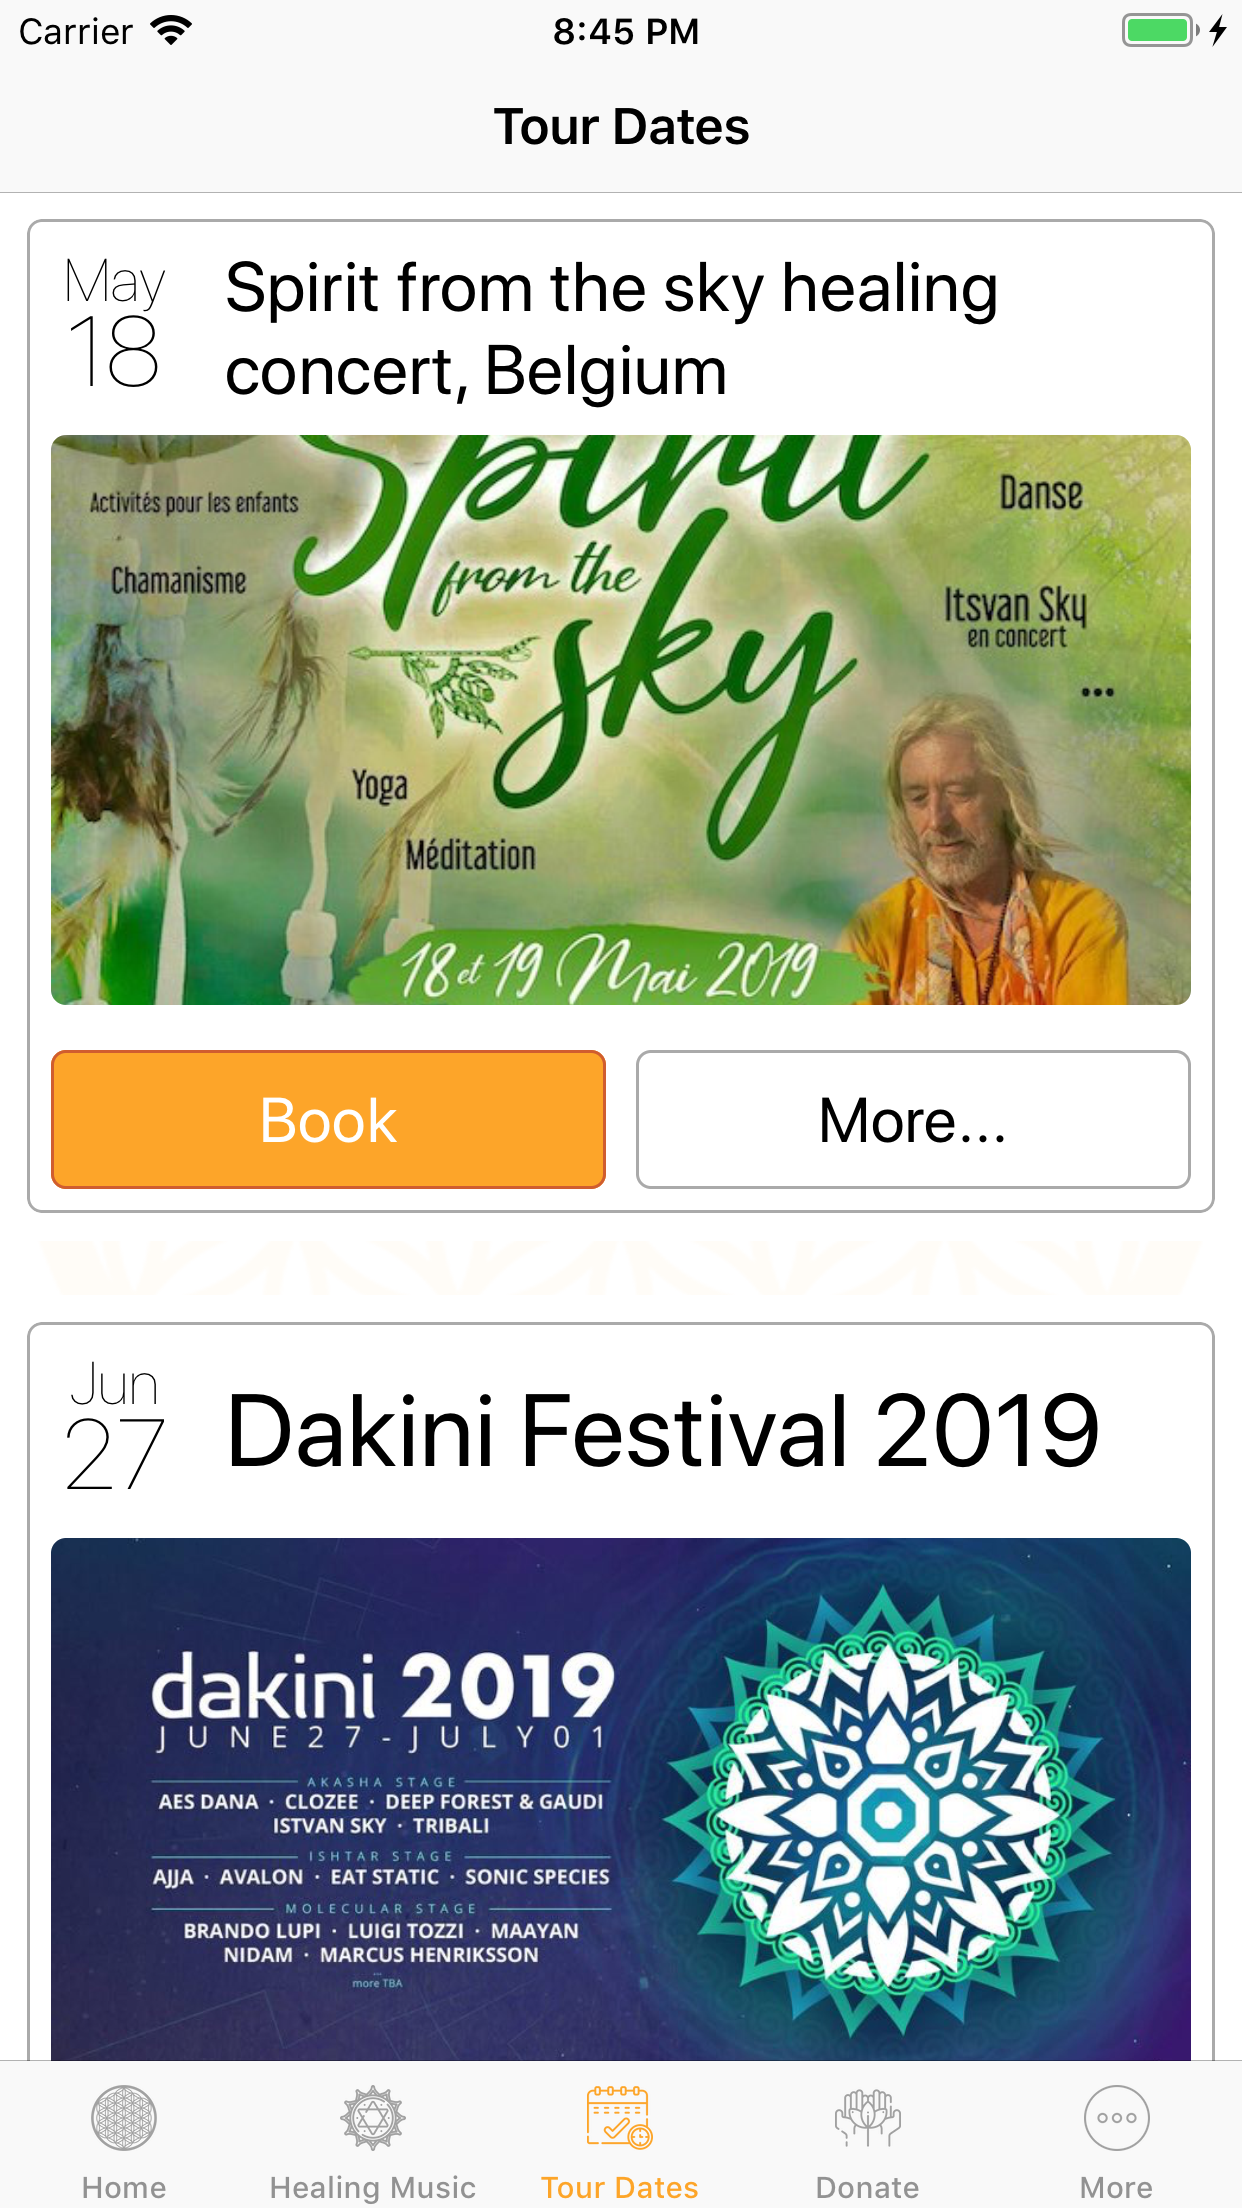 Carrier
8:45 PM
Tour Dates
May
18
Spirit from the sky healing
concert, Belgium
Spirit
from the
sky
Activités pour les enfants
Chamanisme
Danse
Itsvan Sky
en concert
...
Yoga
Méditation
18 et 19 Mai 2019
Book
More...
Jun
27
Dakini Festival 2019
dakini 2019
JUNE27-JULY01
AKASHA STAGE
AES DANA · CLOZEE · DEEP FOREST & GAUDI
ISTVAN SKY · TRIBALI
ISHTAR STAGE
AJJA · AVALON · EAT STATIC · SONIC SPECIES
MOLECULAR STAGE
BRANDO LUPI · LUIGI TOZZI · MAAYAN
NIDAM · MARCUS HENRIKSSON
...
more TBA
Home
Healing Music
Tour Dates
Donate
More